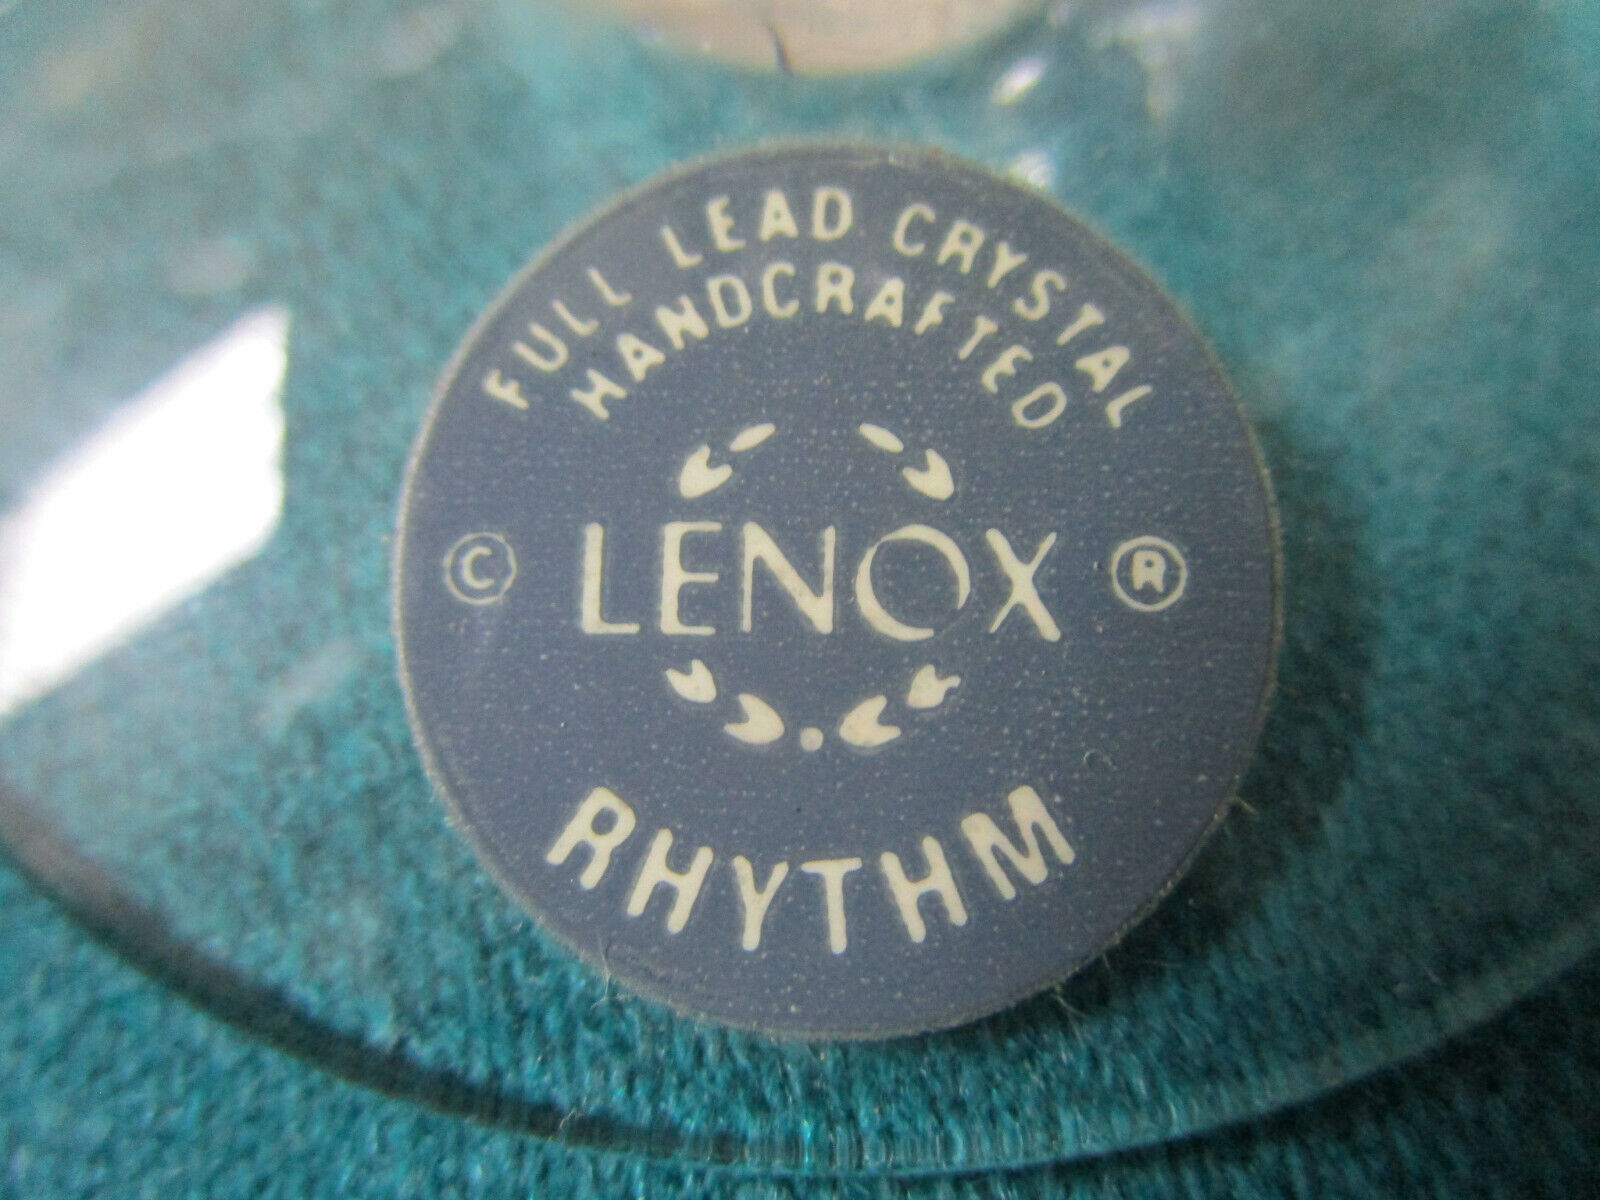 FULL LEAD CRYSTAL
HANDCRAFTED
© LENOX ®
RHYTHM